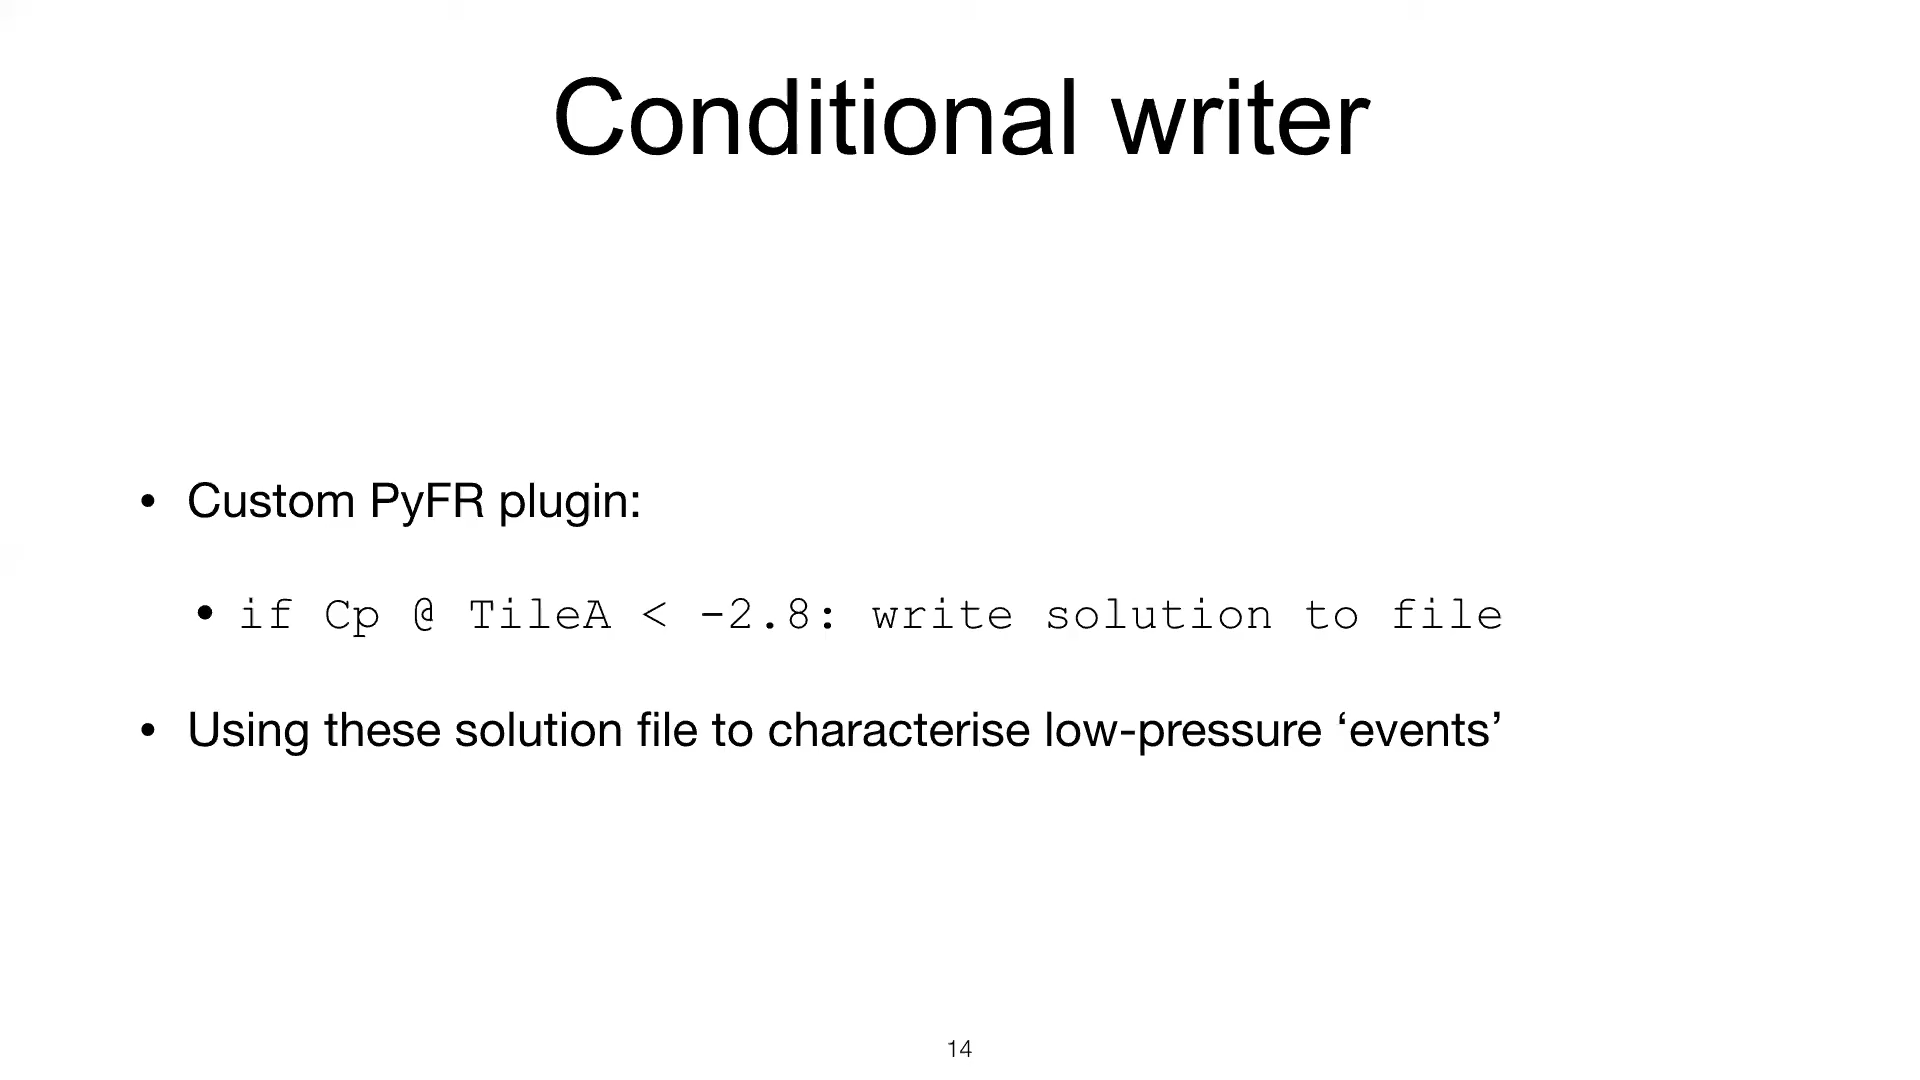 Conditional writer
• Custom PyFR plugin:
• if Cp @ TileA < -2.8: write solution to file
• Using these solution file to characterise low-pressure ‘events’
14